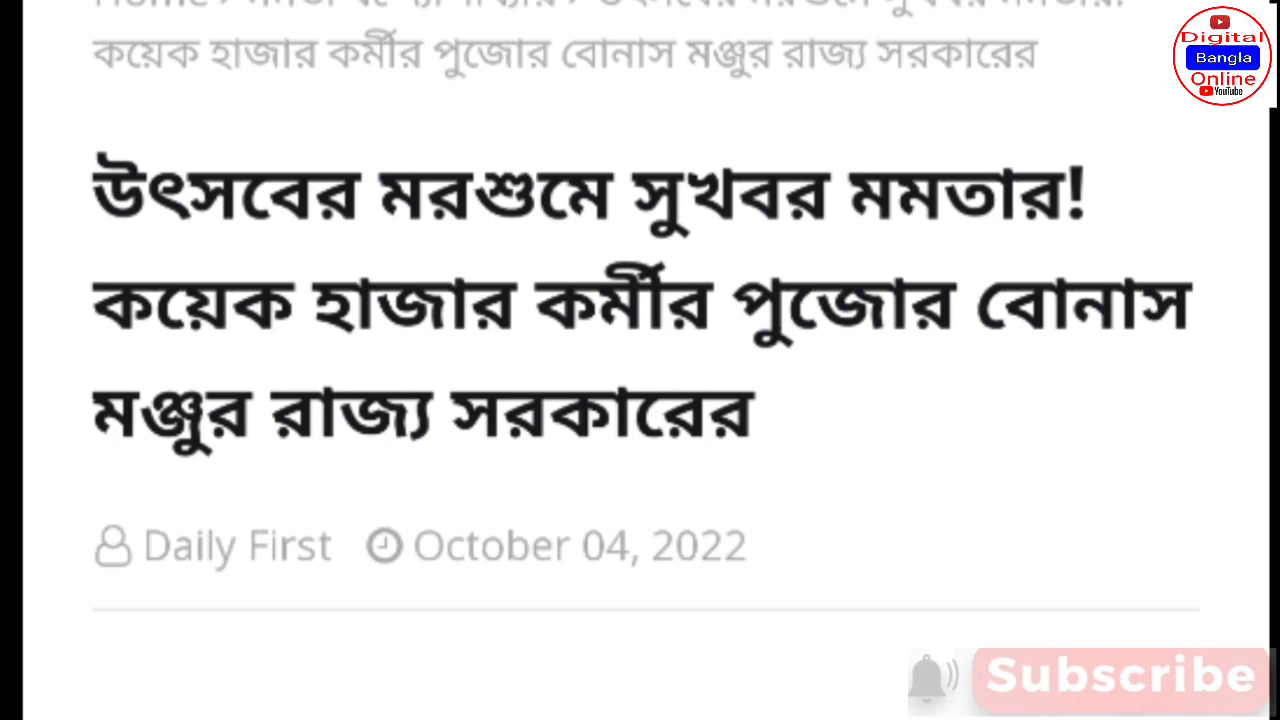 কয়েক হাজার কর্মীর পুজোর বোনাস মঞ্জুর রাজ্য সরকারের
Digital
Bangla
Online
YouTube
উৎসবের মরশুমে সুখবর মমতার!
কয়েক হাজার কর্মীর পুজোর বোনাস
মঞ্জুর রাজ্য সরকারের
Daily First October 04, 2022
Subscribe